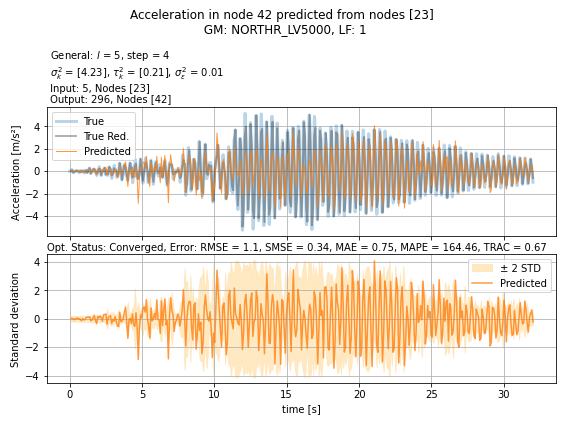 Acceleration in node 42 predicted from nodes [23]
GM: NORTHR_LV5000, LF: 1
General: l = 5, step = 4
σ²ₖ = [4.23], τ²ₖ = [0.21], σ²ε = 0.01
Input: 5, Nodes [23]
Output: 296, Nodes [42]
Acceleration [m/s²]
4
2
0
−2
−4
True
True Red.
Predicted
Opt. Status: Converged, Error: RMSE = 1.1, SMSE = 0.34, MAE = 0.75, MAPE = 164.46, TRAC = 0.67
Standard deviation
4
2
0
−2
−4
± 2 STD
Predicted
0 5 10 15 20 25 30
time [s]